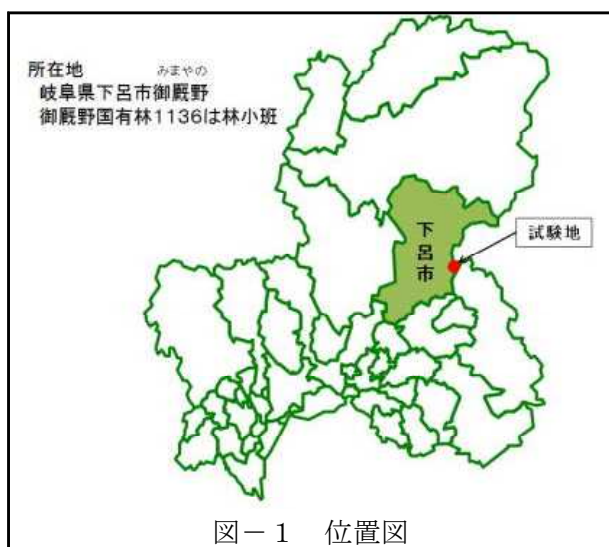 所在地
みまやの
岐阜県下呂市御厩野
御厩野国有林1136は林小班
下呂市
試験地
図－１　位置図